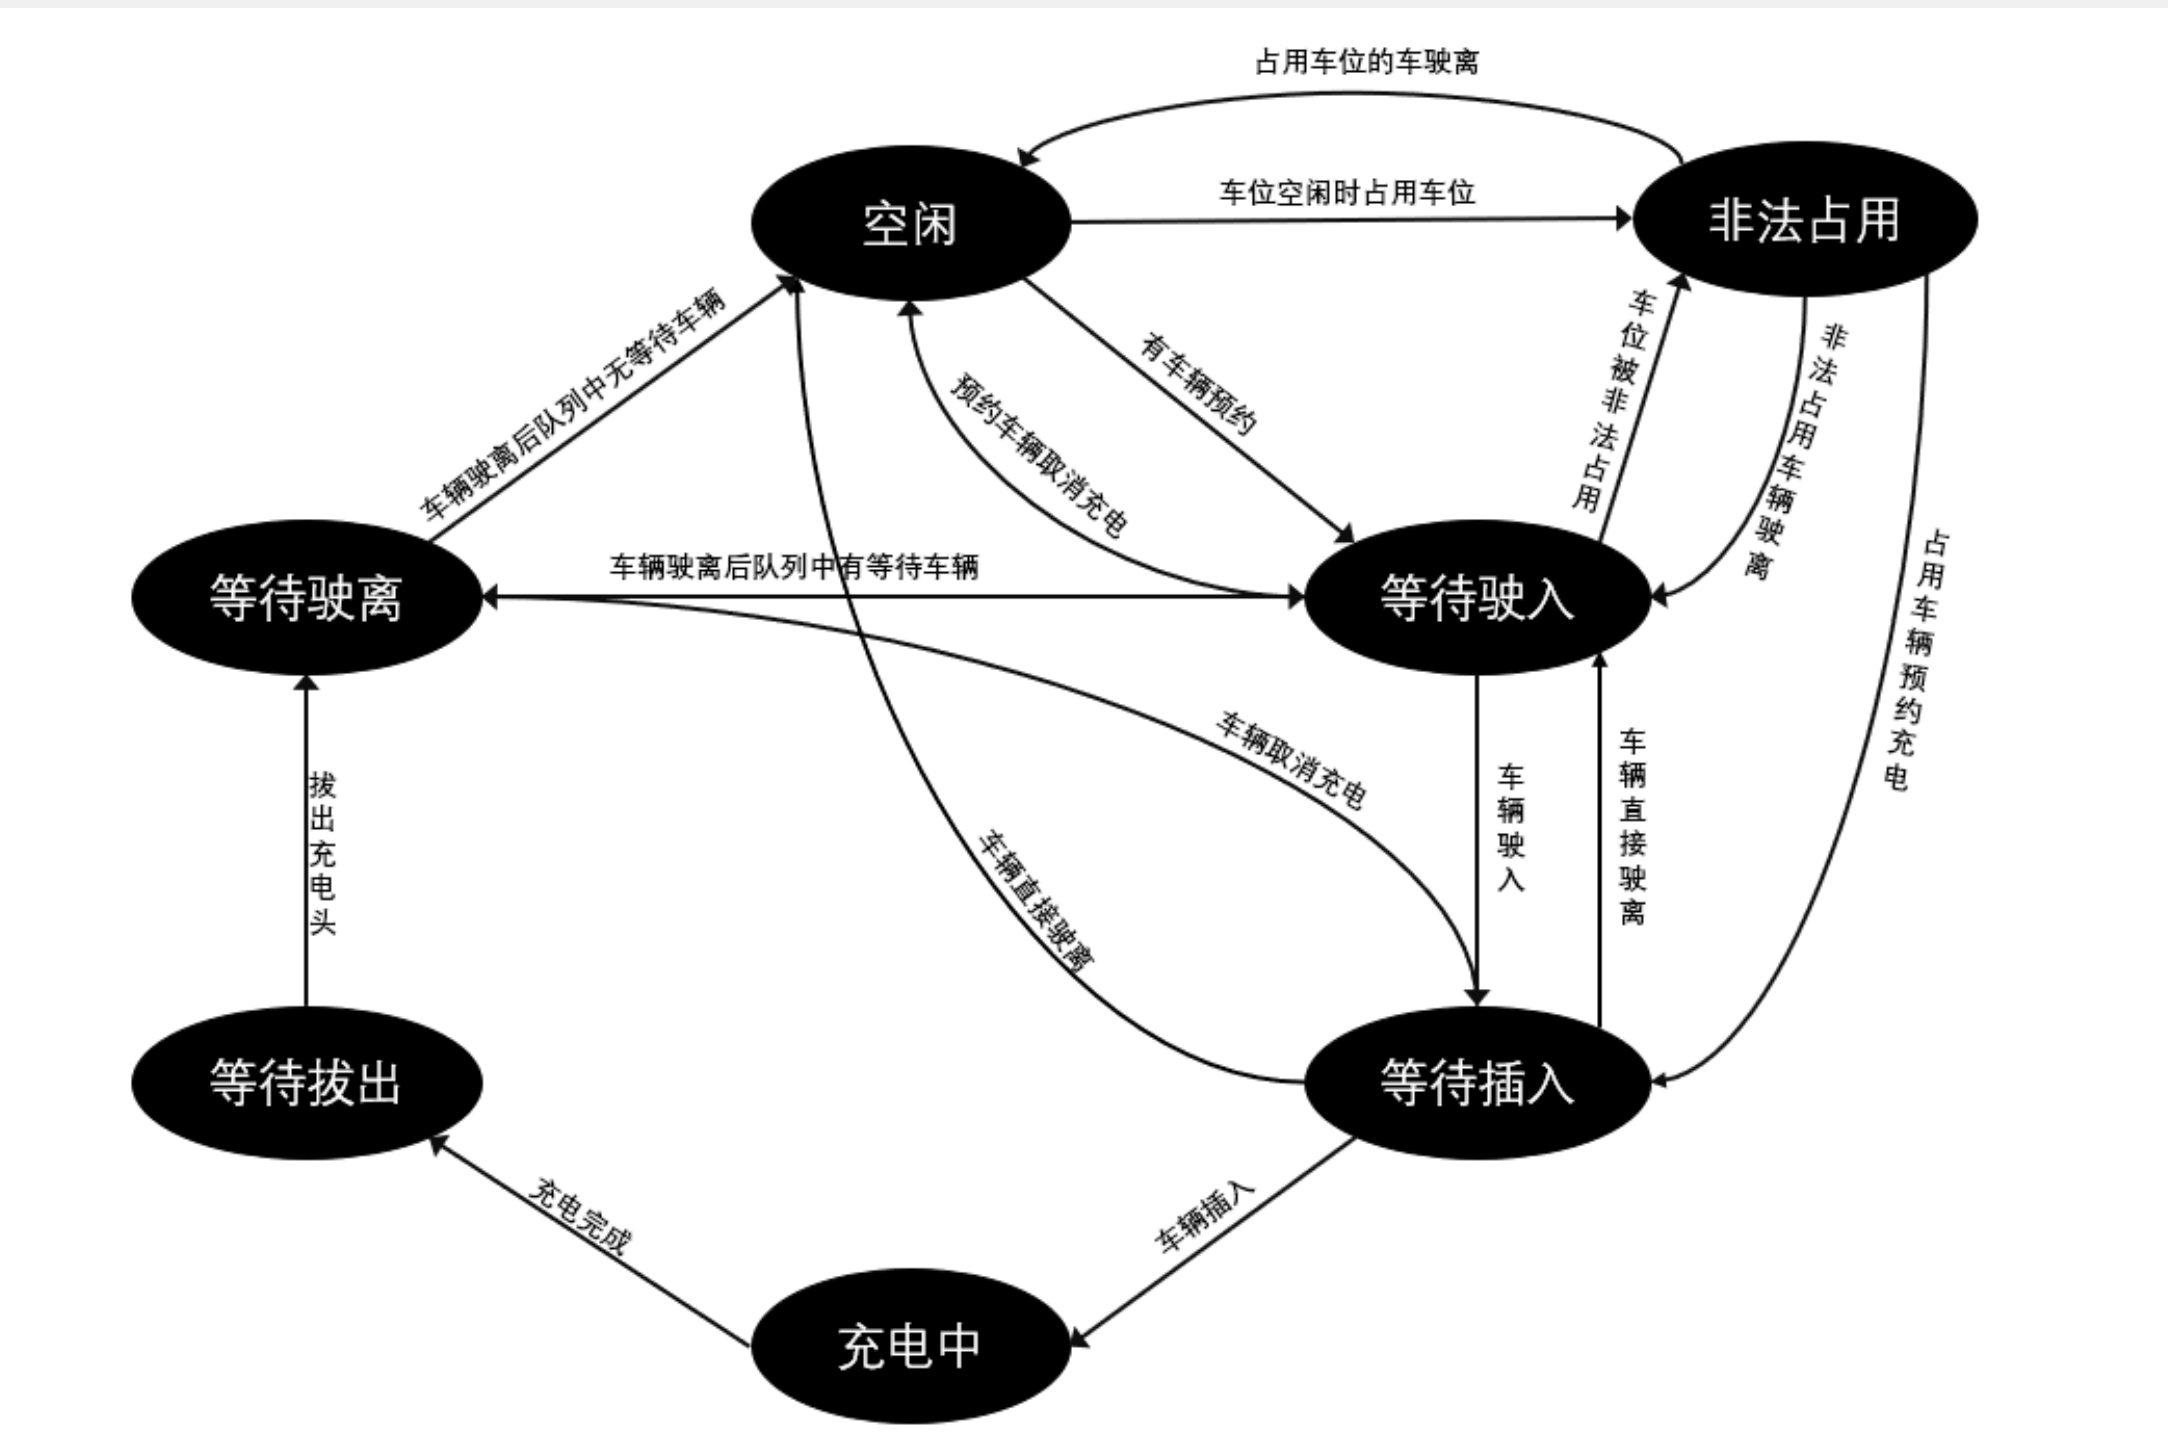 占用车位的车驶离
空闲
车位空闲时占用车位
非法占用
车辆驶离后队列中无等待车辆
预约车辆取消充电
有车辆预约
车位被非法占用
非法占用车辆驶离
占用车辆预约充电
等待驶离
车辆驶离后队列中有等待车辆
等待驶入
车辆取消充电
车辆直接驶离
车辆驶入
车辆直接驶离
拔出充电头
等待拔出
等待插入
充电完成
车辆插入
充电中